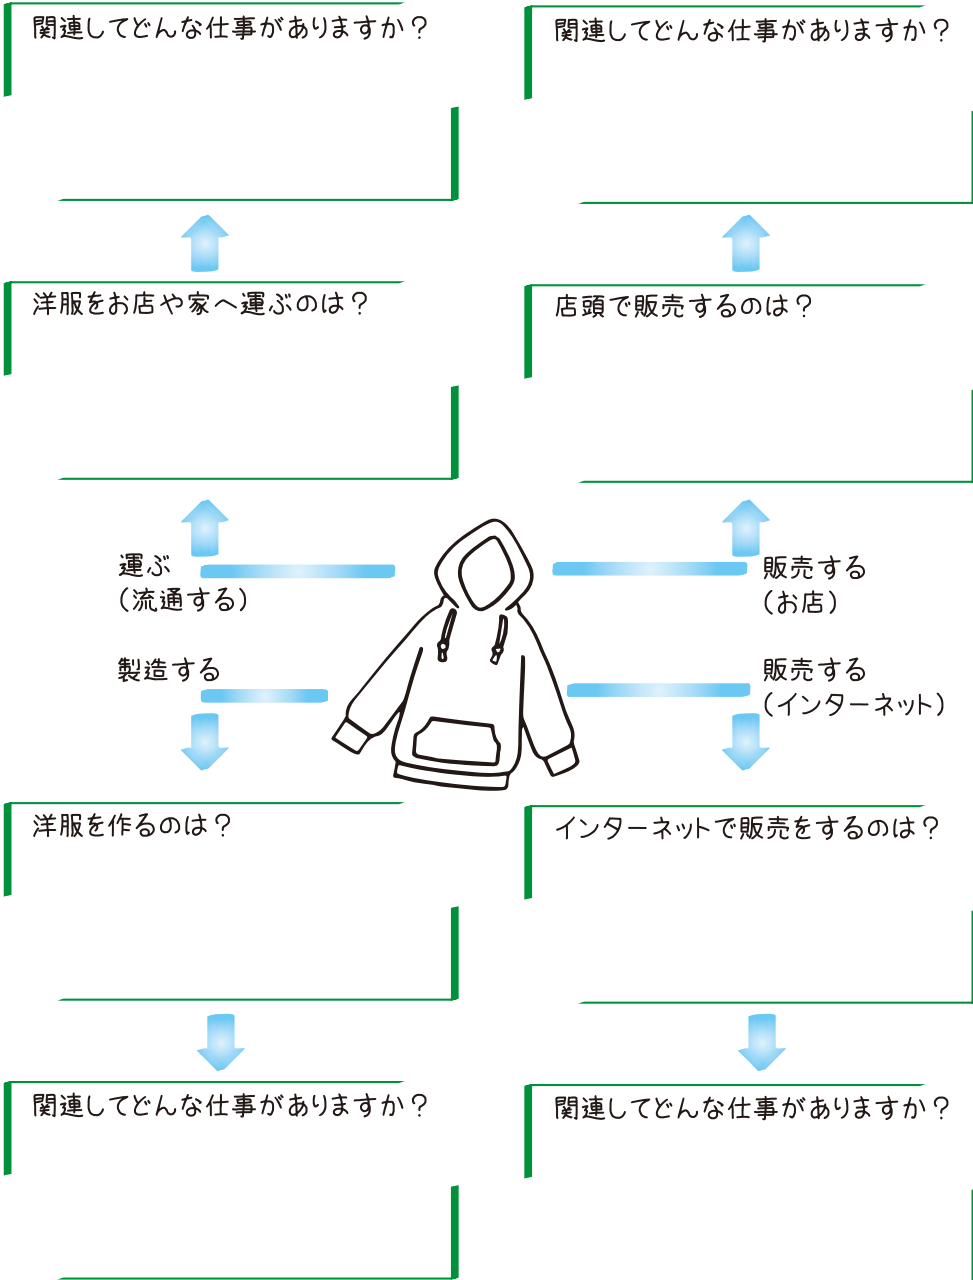 関連してどんな仕事がありますか？
関連してどんな仕事がありますか？
洋服をお店や家へ運ぶのは？
店頭で販売するのは？
運ぶ
（流通する）
販売する
（お店）
製造する
販売する
（インターネット）
洋服を作るのは？
インターネットで販売をするのは？
関連してどんな仕事がありますか？
関連してどんな仕事がありますか？